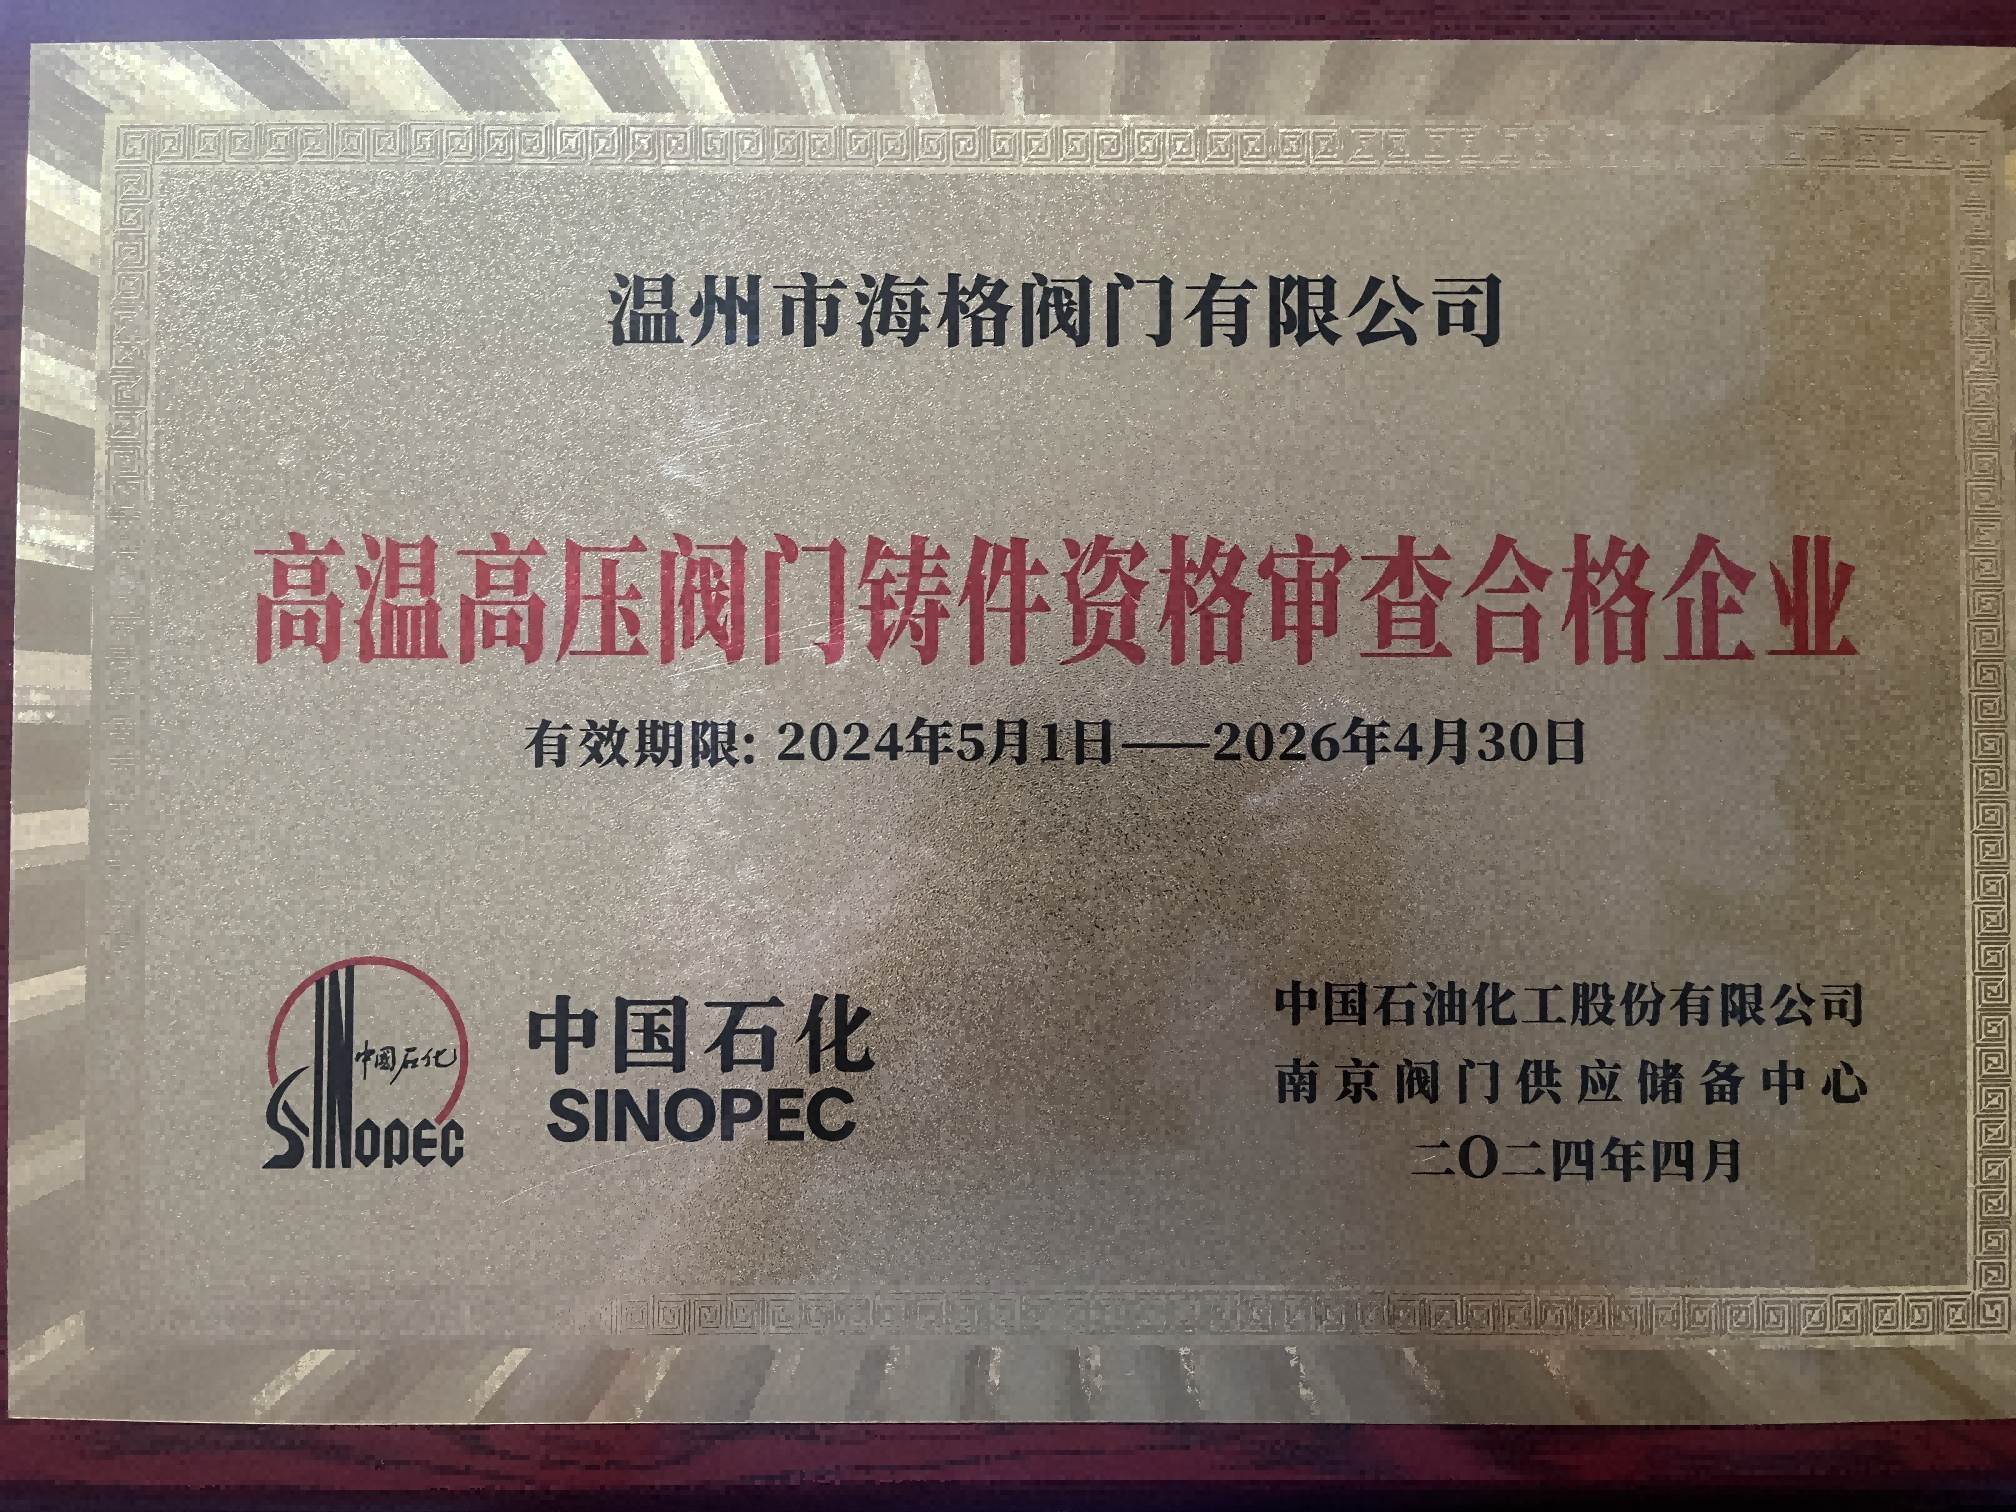 温州市海格阀门有限公司
高温高压阀门铸件资格审查合格企业
有效期限: 2024年5月1日——2026年4月30日
中國石化
SINOPEC
中国石化
SINOPEC
中国石油化工股份有限公司
南京阀门供应储备中心
二〇二四年四月